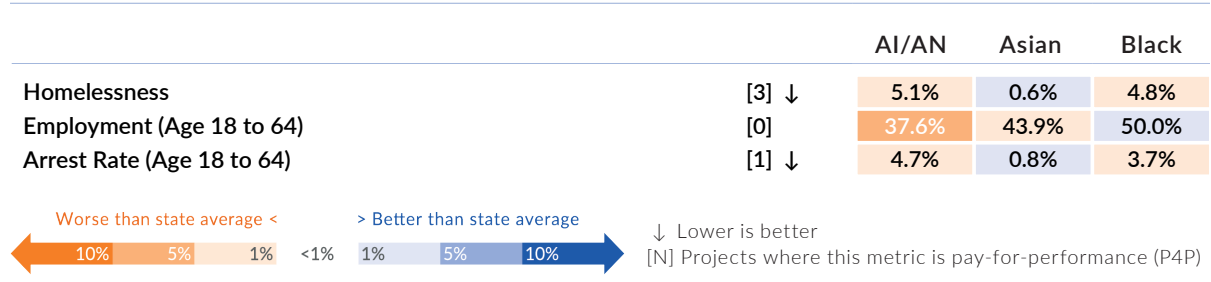 AI/AN Asian Black
Homelessness [3] ↓ 5.1% 0.6% 4.8%
Employment (Age 18 to 64) [0] 37.6% 43.9% 50.0%
Arrest Rate (Age 18 to 64) [1] ↓ 4.7% 0.8% 3.7%
Worse than state average < > Better than state average
10% 5% 1% <1% 1% 5% 10%
↓ Lower is better
[N] Projects where this metric is pay-for-performance (P4P)